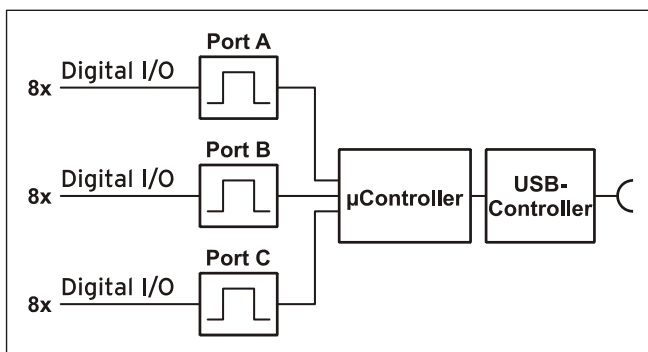 Port A
8x Digital I/O
Port B
8x Digital I/O
µController
USB-
Controller
Port C
8x Digital I/O